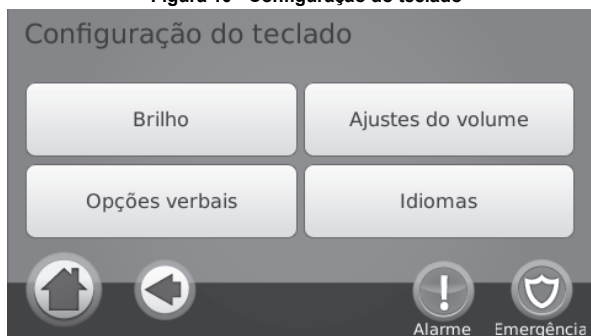 Configuração do teclado
Brilho
Ajustes do volume
Opções verbais
Idiomas
Alarme
Emergência